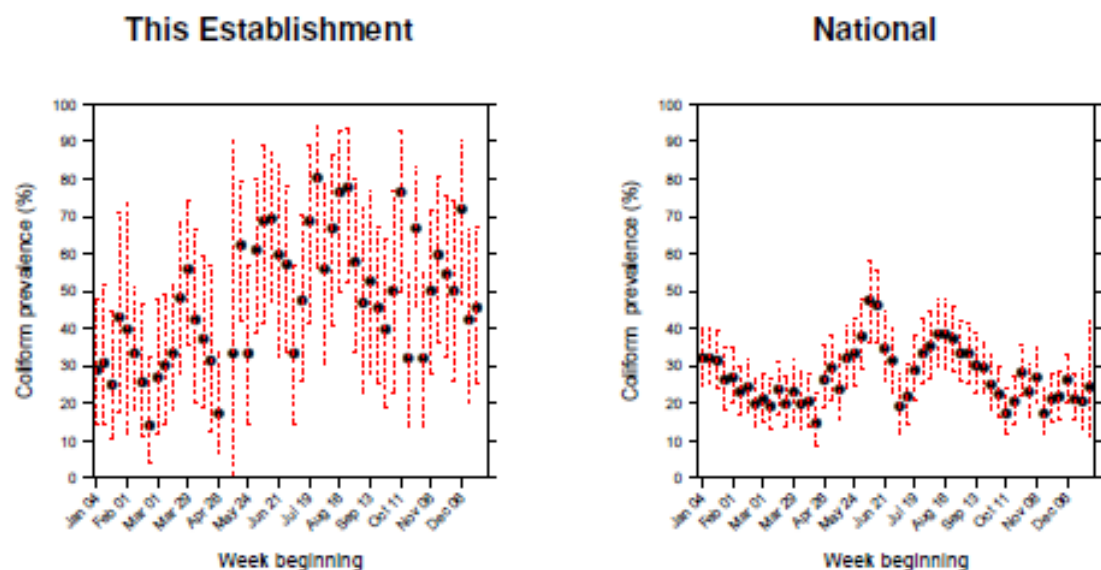 This Establishment
National
100
90
80
70
60
50
40
30
20
10
0
Coliform prevalence (%)
Jan 04
Feb 01
Mar 01
Mar 29
Apr 26
May 24
Jun 21
Jul 19
Aug 16
Sep 13
Oct 11
Nov 08
Dec 06
Week beginning
100
90
80
70
60
50
40
30
20
10
0
Coliform prevalence (%)
Jan 04
Feb 01
Mar 01
Mar 29
Apr 26
May 24
Jun 21
Jul 19
Aug 16
Sep 13
Oct 11
Nov 08
Dec 06
Week beginning